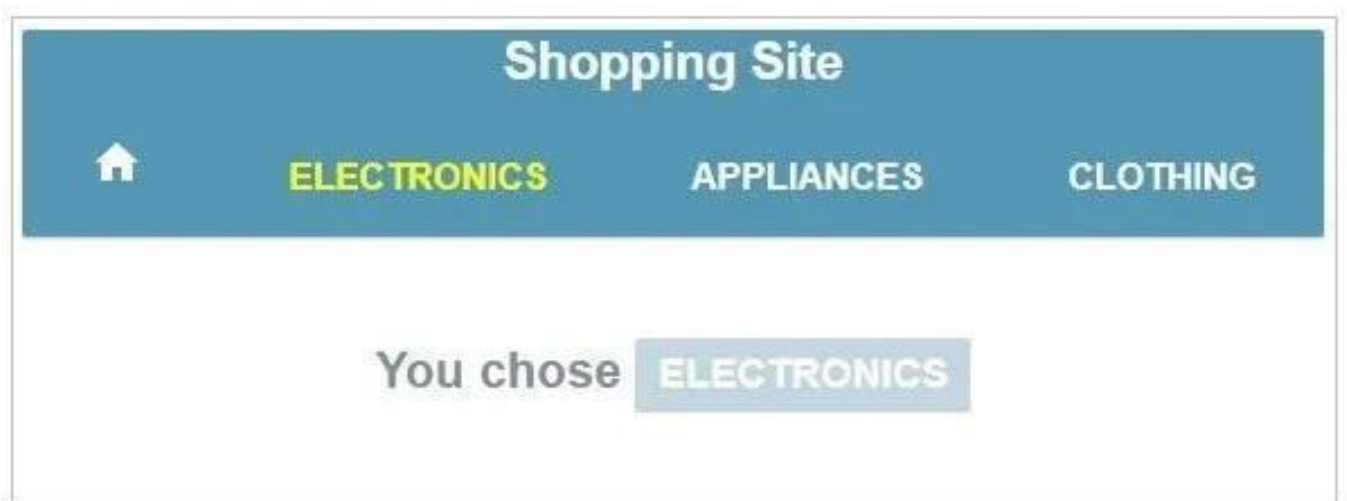 Shopping Site
ELECTRONICS APPLIANCES CLOTHING
You chose ELECTRONICS